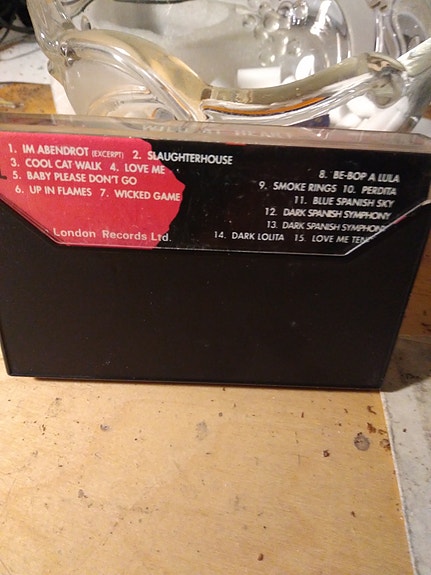 1. IM ABENDROT (EXCERPT) 2. SLAUGHTERHOUSE
3. COOL CAT WALK 4. LOVE ME
5. BABY PLEASE DON'T GO
6. UP IN FLAMES 7. WICKED GAME
London Records Ltd.
8. BE-BOP A LULA
9. SMOKE RINGS 10. PERDITA
11. BLUE SPANISH SKY
12. DARK SPANISH SYMPHONY
13. DARK SPANISH SYMPHON
14. DARK LOLITA 15. LOVE ME TEN